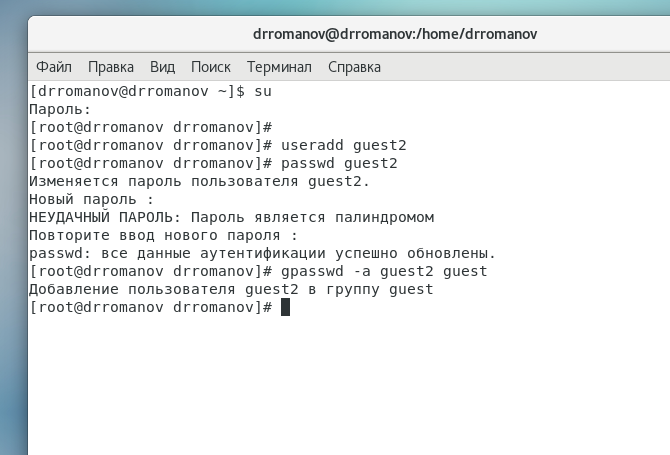 drromanov@drromanov:/home/drromanov
Файл Правка Вид Поиск Терминал Справка
[drromanov@drromanov ~]$ su
Пароль:
[root@drromanov drromanov]#
[root@drromanov drromanov]# useradd guest2
[root@drromanov drromanov]# passwd guest2
Изменяется пароль пользователя guest2.
Новый пароль :
НЕУДАЧНЫЙ ПАРОЛЬ: Пароль является палиндромом
Повторите ввод нового пароля :
passwd: все данные аутентификации успешно обновлены.
[root@drromanov drromanov]# gpasswd -a guest2 guest
Добавление пользователя guest2 в группу guest
[root@drromanov drromanov]#